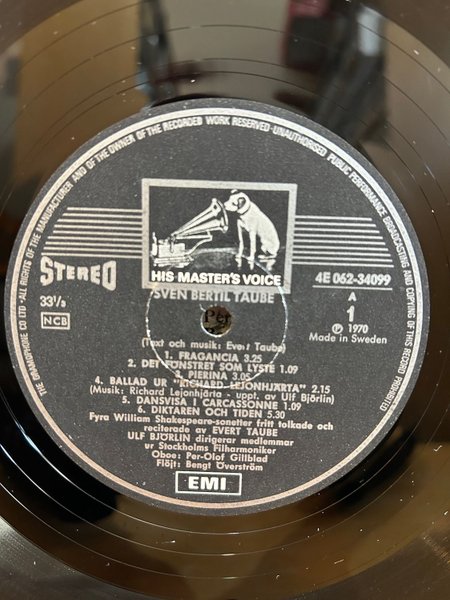 THE GRAMOPHONE CO LTD · ALL RIGHTS OF THE MANUFACTURER AND OF THE OWNER OF THE RECORDED WORK RESERVED · UNAUTHORISED PUBLIC PERFORMANCE BROADCASTING AND COPYING OF THIS RECORD PROHIBITED
HIS MASTER'S VOICE
STEREO
4E 062-34099
33⅓
SVEN BERTIL TAUBE
A
NCB
Per
1
℗ 1970
Made in Sweden
(Text och musik: Evert Taube)
1. FRAGANCIA 3.25
2. DET FÖNSTRET SOM LYSTE 1.09
3. PIERINA 3.05
4. BALLAD UR "RICHARD LEJONHJÄRTA" 2.15
(Musik: Richard Lejonhjärta - uppt. av Ulf Björlin)
5. DANSVISA I CARCASSONNE 1.09
6. DIKTAREN OCH TIDEN 5.30
Fyra William Shakespeare-sonetter fritt tolkade och
reciterade av EVERT TAUBE
ULF BJÖRLIN dirigerar medlemmar
ur Stockholms Filharmoniker
Oboe: Per-Olof Gillblad
Flöjt: Bengt Överström
EMI